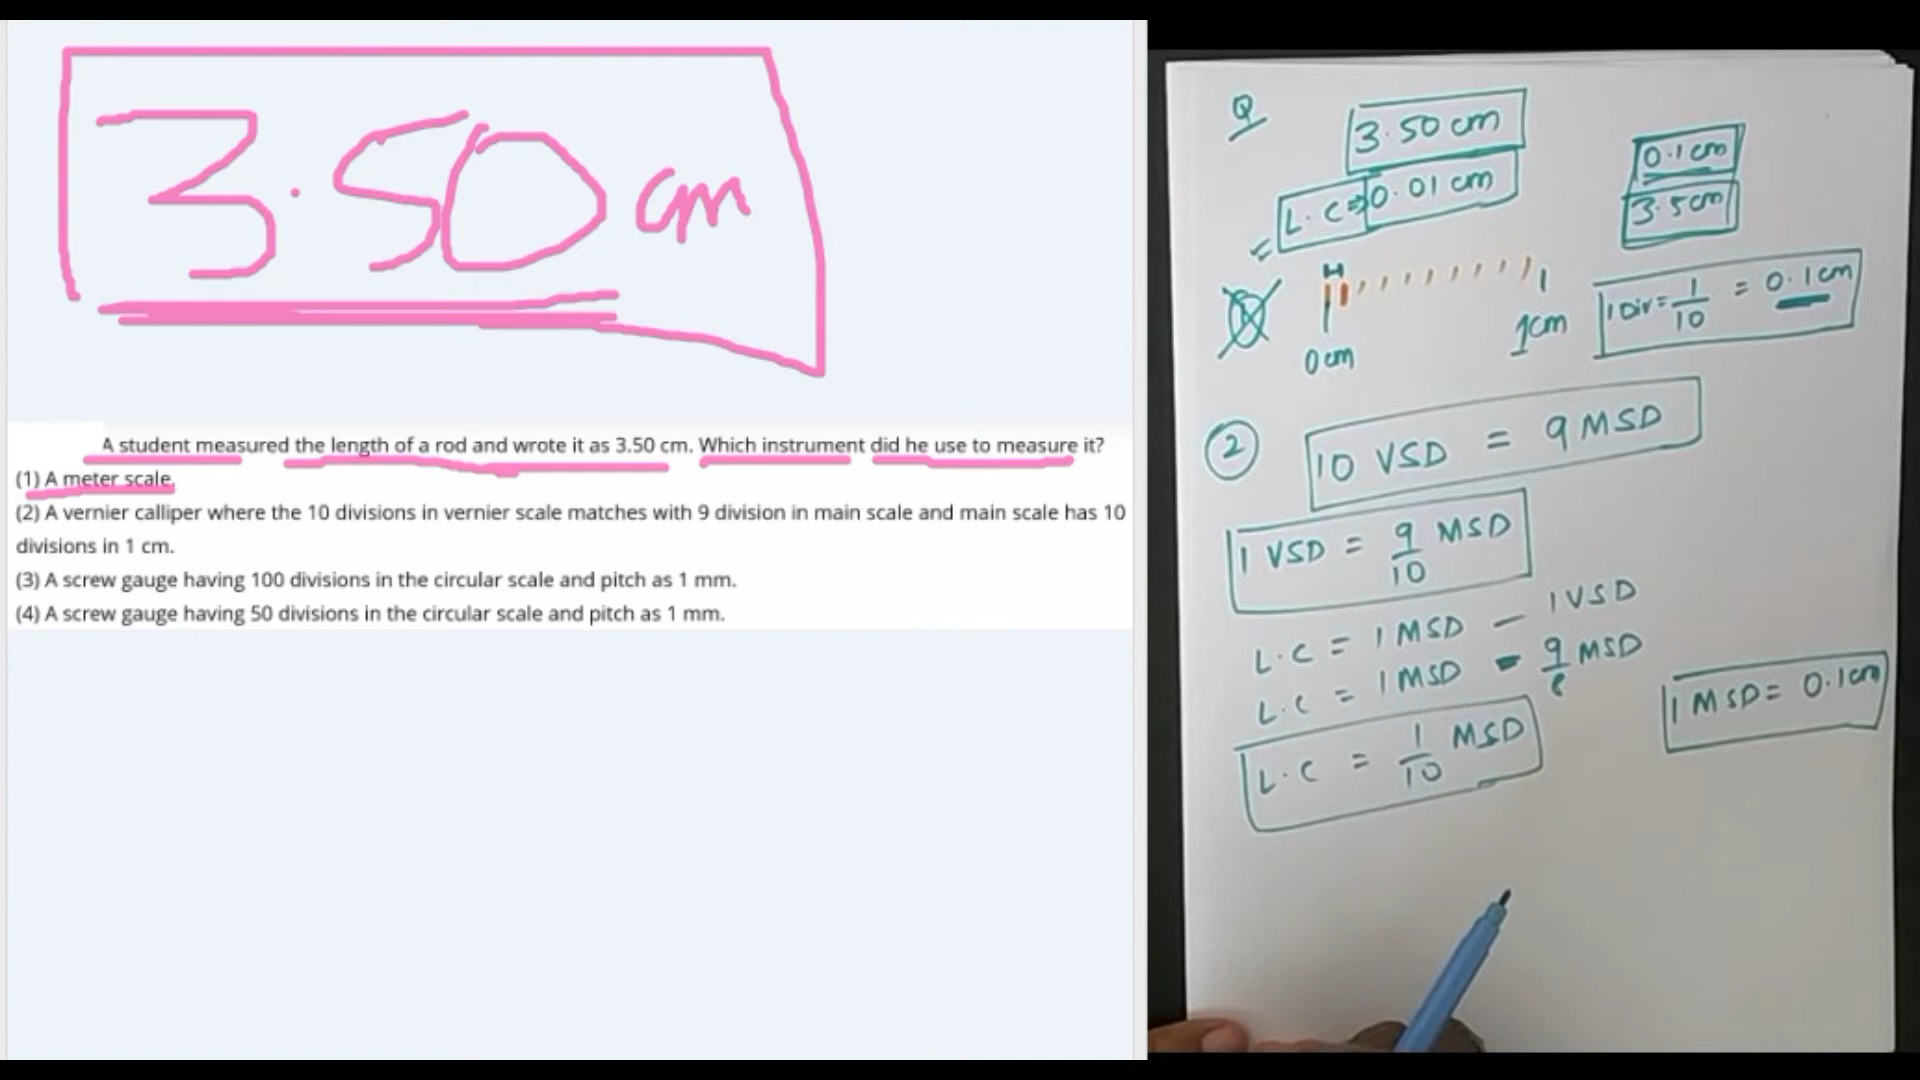 3.50 cm
A student measured the length of a rod and wrote it as 3.50 cm. Which instrument did he use to measure it?
(1) A meter scale.
(2) A vernier calliper where the 10 divisions in vernier scale matches with 9 division in main scale and main scale has 10
divisions in 1 cm.
(3) A screw gauge having 100 divisions in the circular scale and pitch as 1 mm.
(4) A screw gauge having 50 divisions in the circular scale and pitch as 1 mm.
Q
3.50 cm
L.C ⇒ 0.01 cm
0.1 cm
3.5 cm
0 cm
1 cm
1 Div = 1/10 = 0.1 cm
2
10 VSD = 9 MSD
1 VSD = 9/10 MSD
L.C = 1 MSD - 1 VSD
L.C = 1 MSD - 9/ MSD
L.C = 1/10 MSD
1 MSD = 0.1 cm